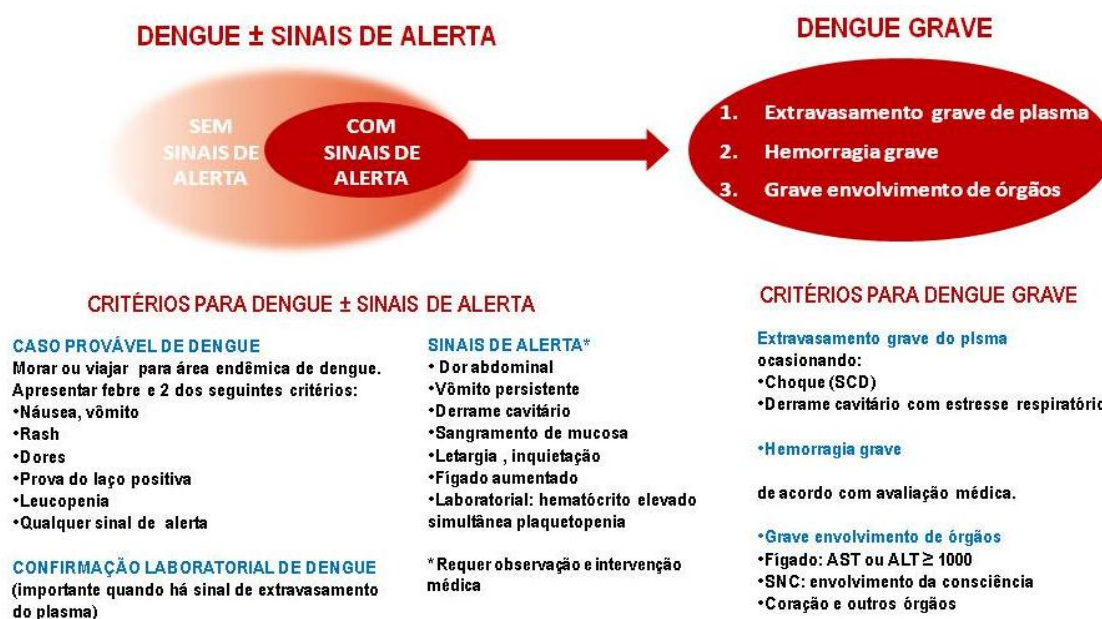 DENGUE ± SINAIS DE ALERTA
DENGUE GRAVE
SEM
SINAIS DE
ALERTA
COM
SINAIS DE
ALERTA
1. Extravasamento grave de plasma
2. Hemorragia grave
3. Grave envolvimento de órgãos
CRITÉRIOS PARA DENGUE ± SINAIS DE ALERTA
CASO PROVÁVEL DE DENGUE
Morar ou viajar para área endêmica de dengue.
Apresentar febre e 2 dos seguintes critérios:
•Náusea, vômito
•Rash
•Dores
•Prova do laço positiva
•Leucopenia
•Qualquer sinal de alerta
CONFIRMAÇÃO LABORATORIAL DE DENGUE
(importante quando há sinal de extravasamento
do plasma)
SINAIS DE ALERTA*
• Dor abdominal
•Vômito persistente
•Derrame cavitário
•Sangramento de mucosa
•Letargia , inquietação
•Fígado aumentado
•Laboratorial: hematócrito elevado
simultânea plaquetopenia
* Requer observação e intervenção
médica
CRITÉRIOS PARA DENGUE GRAVE
Extravasamento grave do plsma
ocasionando:
•Choque (SCD)
•Derrame cavitário com estresse respiratório
•Hemorragia grave
de acordo com avaliação médica.
•Grave envolvimento de órgãos
•Fígado: AST ou ALT ≥ 1000
•SNC: envolvimento da consciência
•Coração e outros órgãos